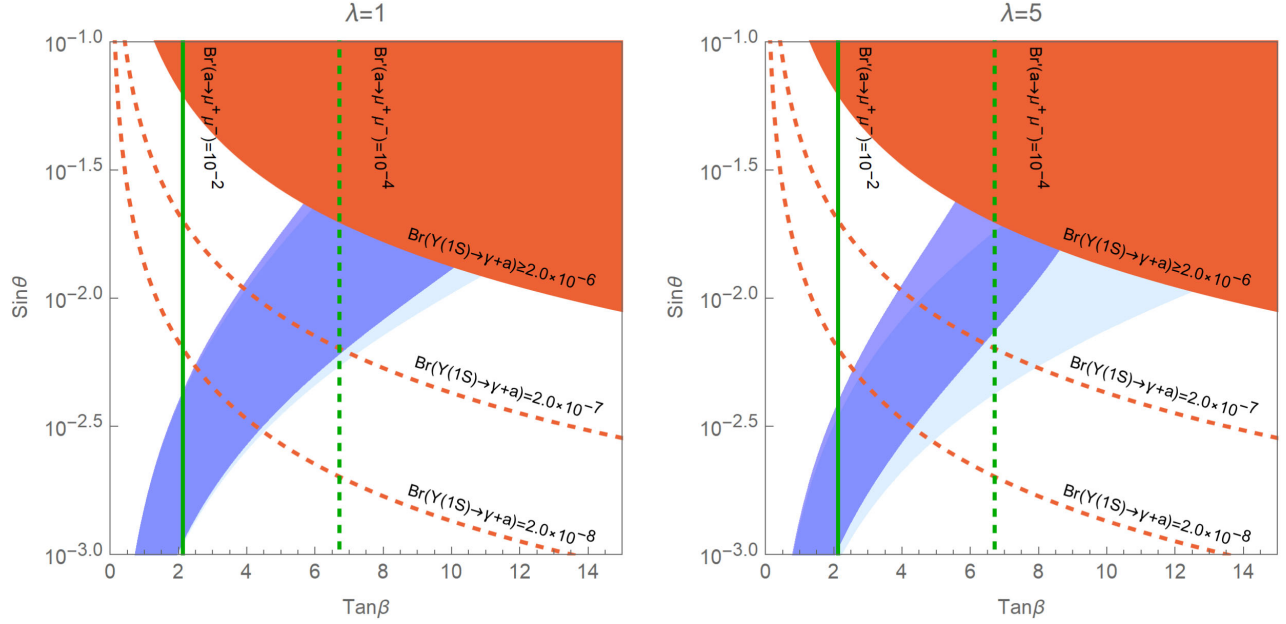 λ=1
10⁻¹·⁰
10⁻¹·⁵
10⁻²·⁰
10⁻²·⁵
10⁻³·⁰
Sinθ
Br'(a→μ⁺ μ⁻)=10⁻²
Br'(a→μ⁺ μ⁻)=10⁻⁴
Br(Υ(1S)→γ+a)≥2.0×10⁻⁶
Br(Υ(1S)→γ+a)=2.0×10⁻⁷
Br(Υ(1S)→γ+a)=2.0×10⁻⁸
0 2 4 6 8 10 12 14
Tanβ
λ=5
10⁻¹·⁰
10⁻¹·⁵
10⁻²·⁰
10⁻²·⁵
10⁻³·⁰
Sinθ
Br'(a→μ⁺ μ⁻)=10⁻²
Br'(a→μ⁺ μ⁻)=10⁻⁴
Br(Υ(1S)→γ+a)≥2.0×10⁻⁶
Br(Υ(1S)→γ+a)=2.0×10⁻⁷
Br(Υ(1S)→γ+a)=2.0×10⁻⁸
0 2 4 6 8 10 12 14
Tanβ